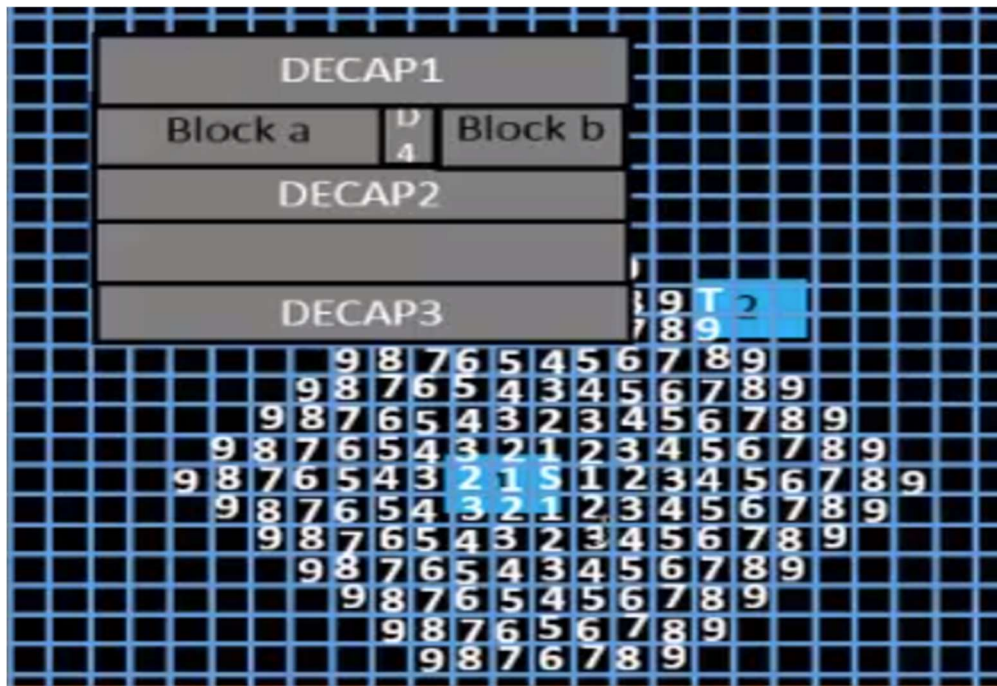 DECAP1
Block a D Block b
4
DECAP2
DECAP3
9 T 2
7 8 9
9 8 7 6 5 4 5 6 7 8 9
9 8 7 6 5 4 3 4 5 6 7 8 9
9 8 7 6 5 4 3 2 3 4 5 6 7 8 9
9 8 7 6 5 4 3 2 1 2 3 4 5 6 7 8 9
9 8 7 6 5 4 3 2 1 S 1 2 3 4 5 6 7 8 9
9 8 7 6 5 4 3 2 1 2 3 4 5 6 7 8 9
9 8 7 6 5 4 3 2 3 4 5 6 7 8 9
9 8 7 6 5 4 3 4 5 6 7 8 9
9 8 7 6 5 4 5 6 7 8 9
9 8 7 6 5 6 7 8 9
9 8 7 6 7 8 9